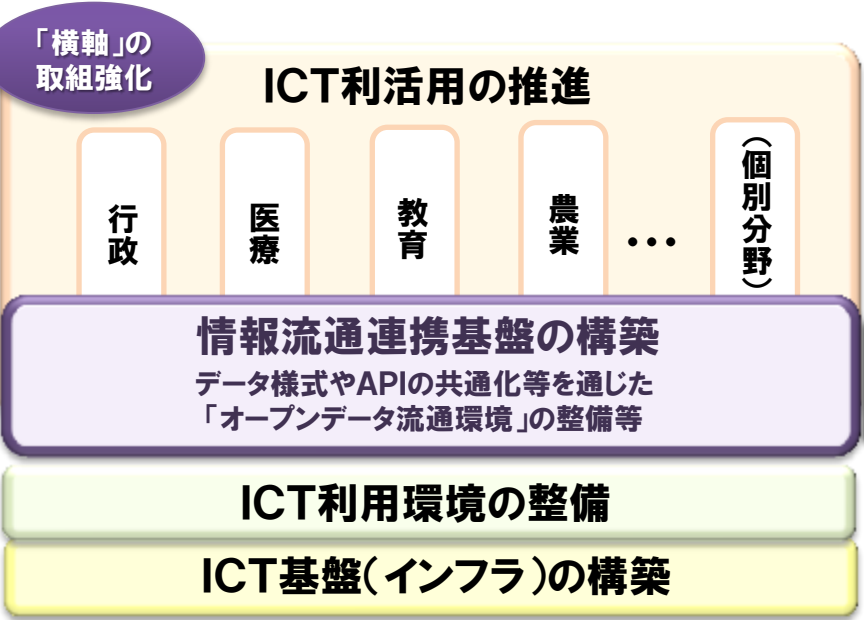 「横軸」の
取組強化
ICT利活用の推進
行政
医療
教育
農業
•••
（個別分野）
情報流通連携基盤の構築
データ様式やAPIの共通化等を通じた
「オープンデータ流通環境」の整備等
ICT利用環境の整備
ICT基盤（インフラ）の構築